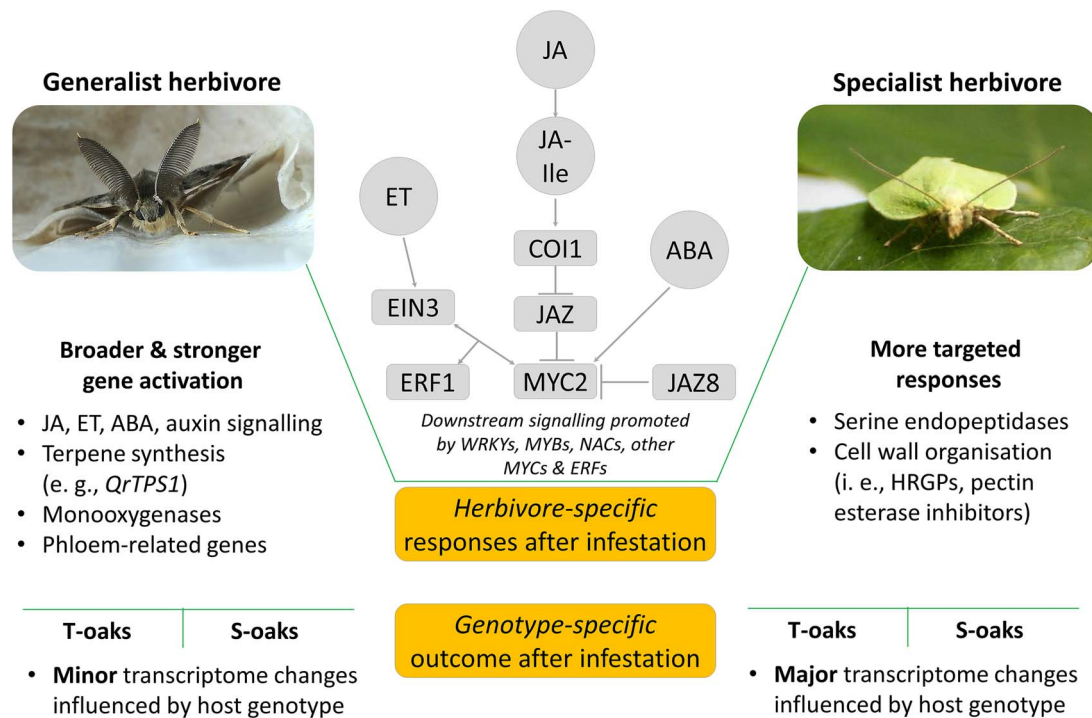 Generalist herbivore
JA
JA-
Ile
ET
COI1
ABA
EIN3
JAZ
ERF1
MYC2
JAZ8
Downstream signalling promoted
by WRKYs, MYBs, NACs, other
MYCs & ERFs
Specialist herbivore
Broader & stronger
gene activation
• JA, ET, ABA, auxin signalling
• Terpene synthesis
(e. g., QrTPS1)
• Monooxygenases
• Phloem-related genes
More targeted
responses
• Serine endopeptidases
• Cell wall organisation
(i. e., HRGPs, pectin
esterase inhibitors)
Herbivore-specific
responses after infestation
T-oaks S-oaks
• Minor transcriptome changes
influenced by host genotype
Genotype-specific
outcome after infestation
T-oaks S-oaks
• Major transcriptome changes
influenced by host genotype